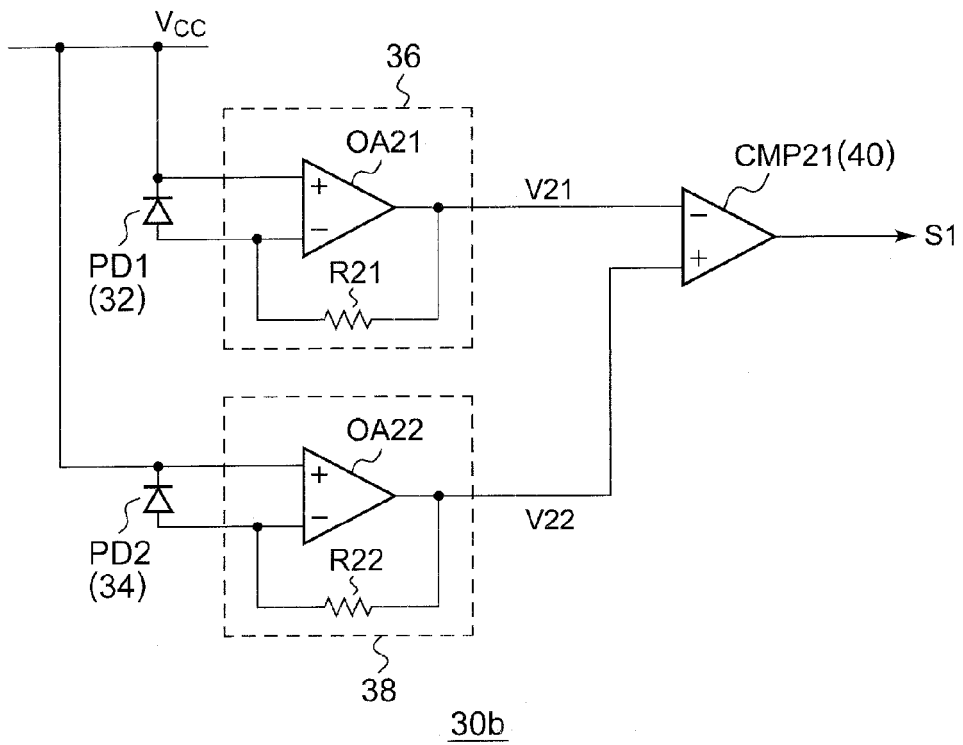 VCC
36
OA21
+
−
PD1
(32)
R21
V21
CMP21(40)
−
+
S1
OA22
+
−
PD2
(34)
R22
V22
38
30b